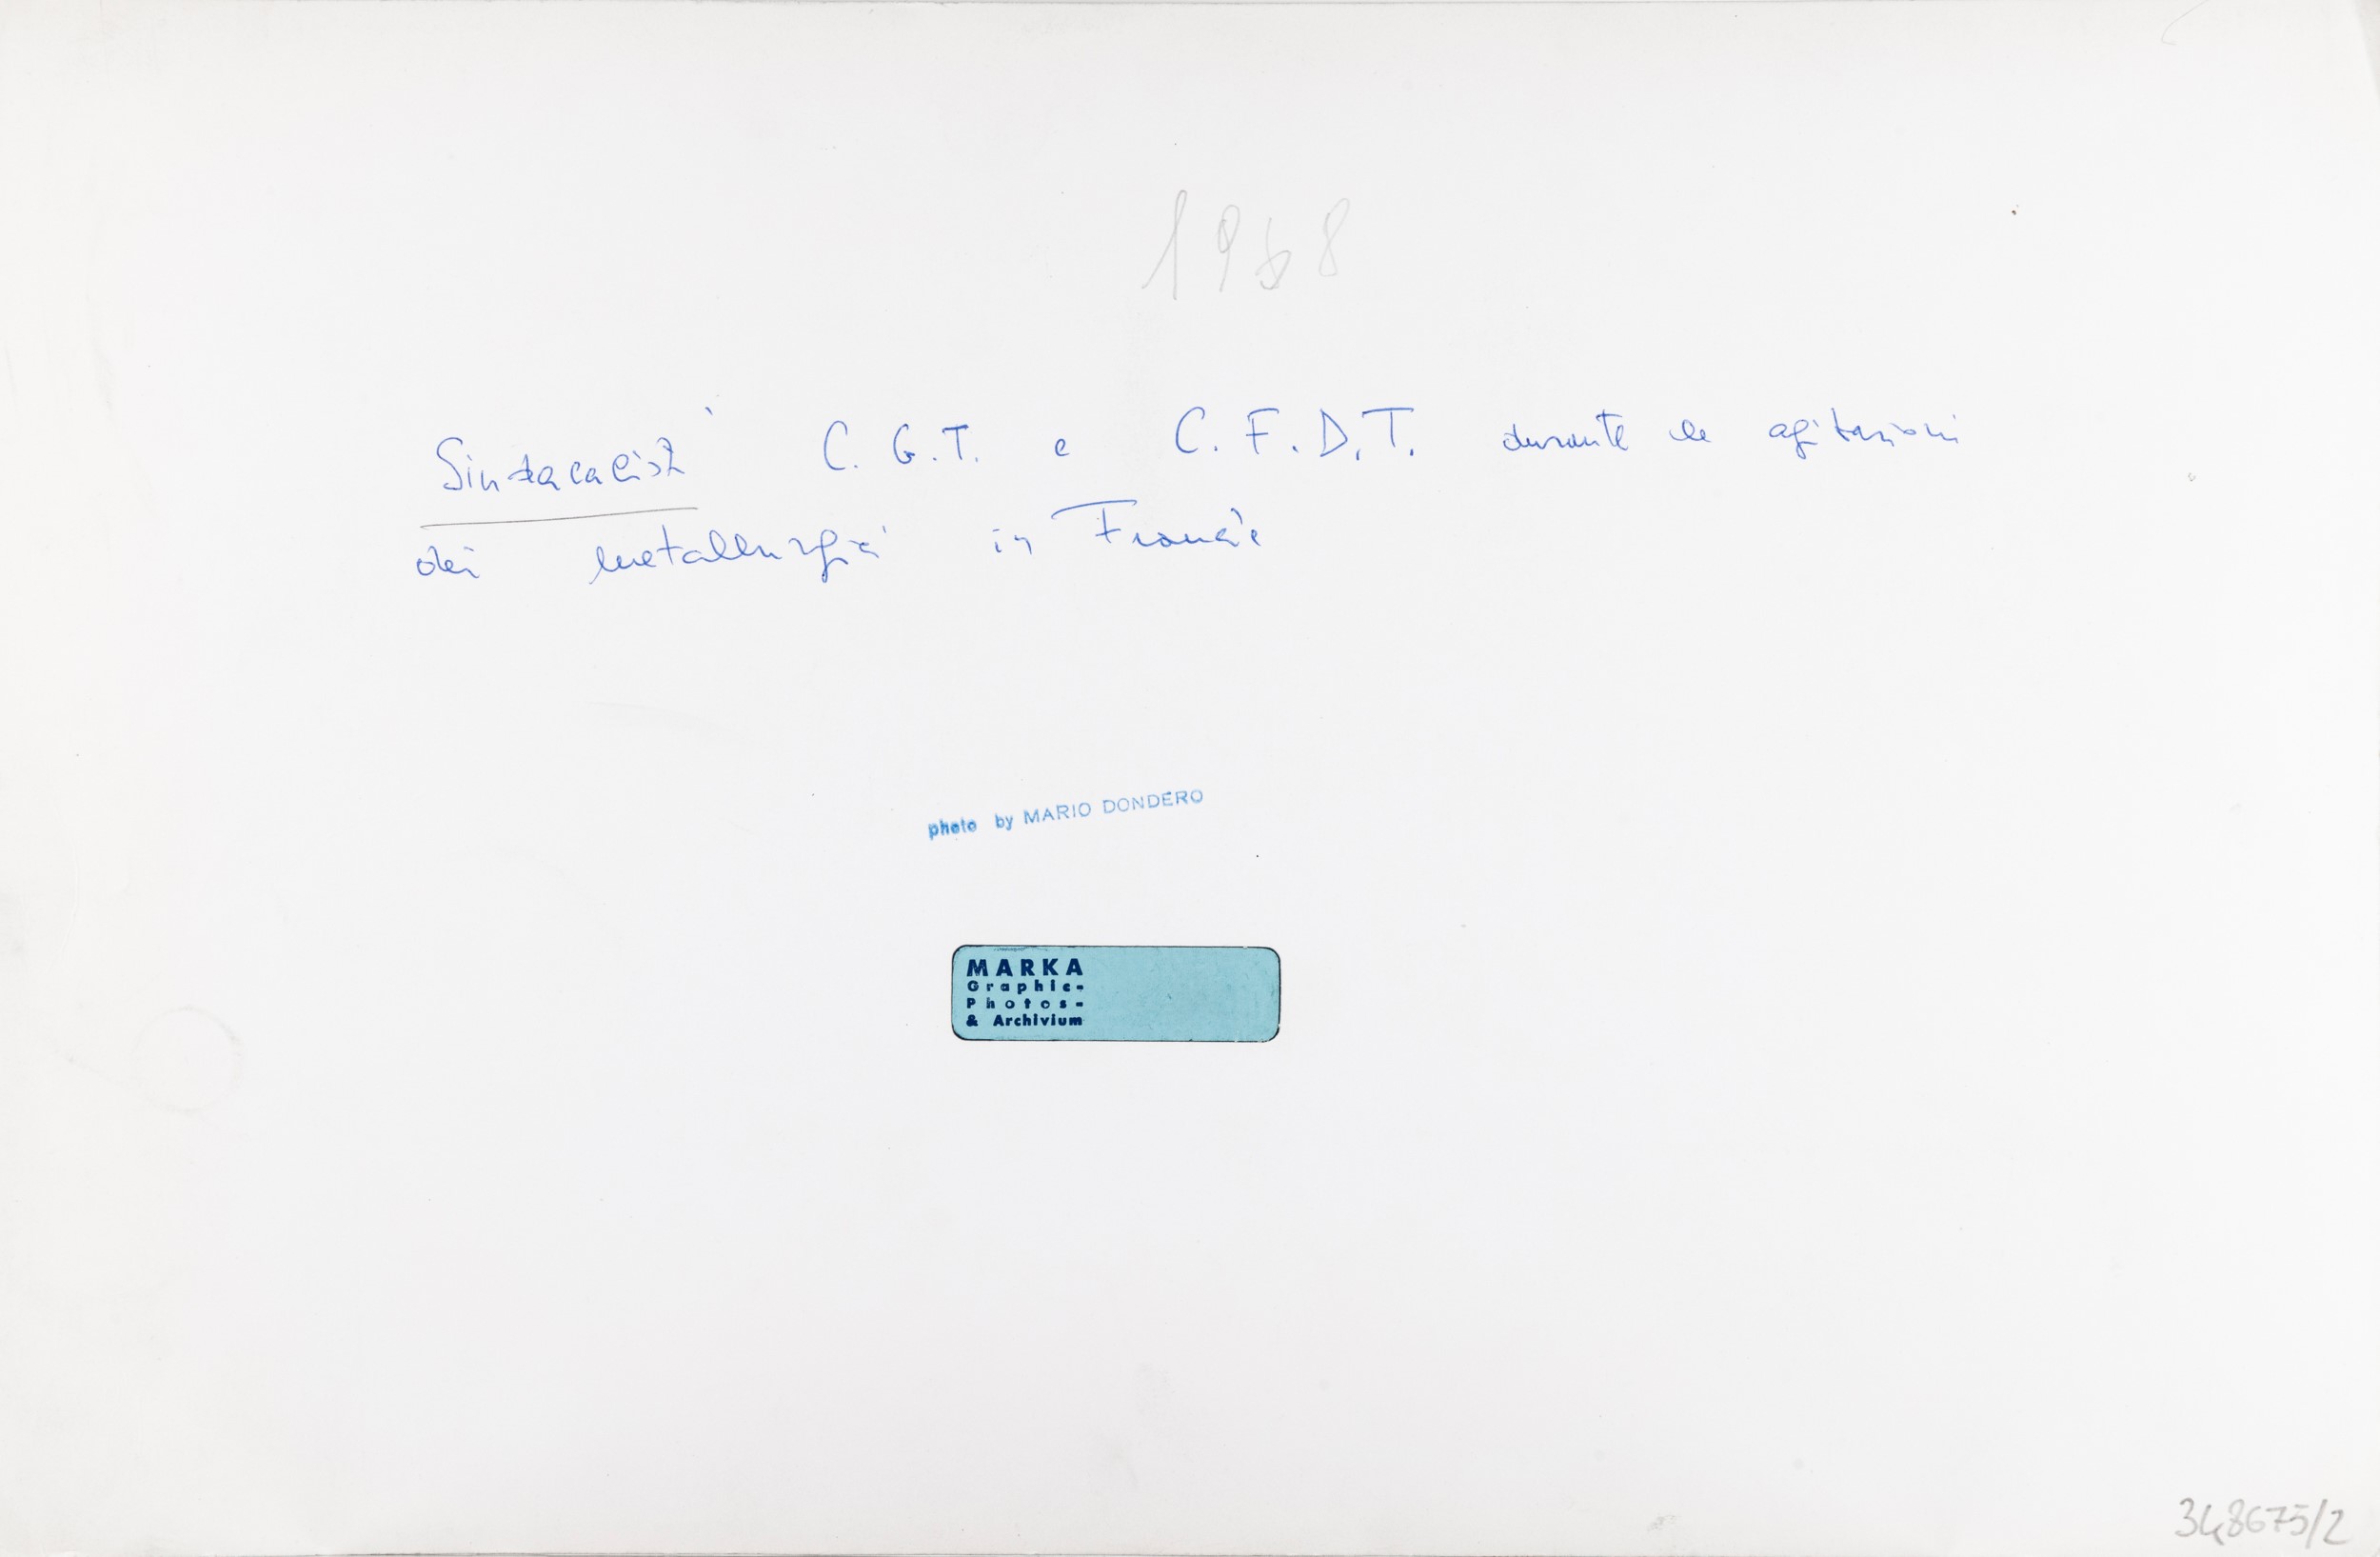 1968
Sindacalisti C.G.T. e C.F.D.T. durante le agitazioni
dei metallurgici in Francia
photo by MARIO DONDERO
MARKA
Graphic-
Photos-
& Archivium
348675/2